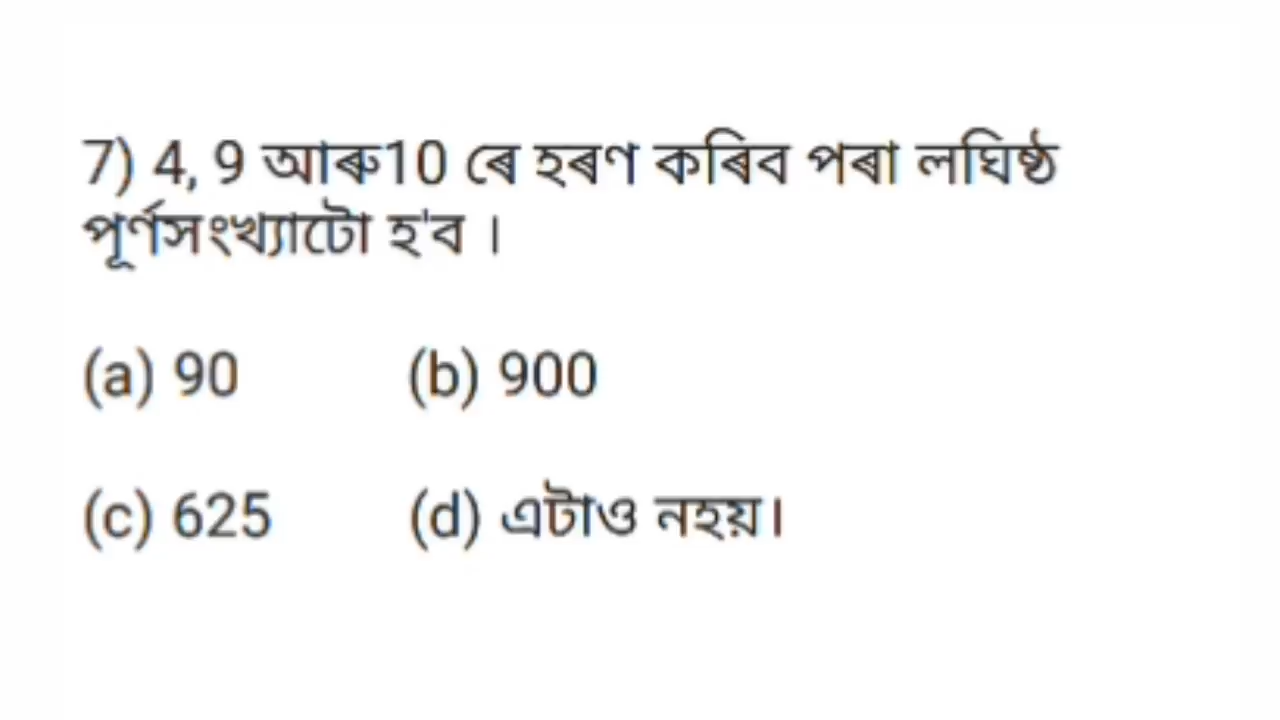 7) 4, 9 আৰু10 ৰে হৰণ কৰিব পৰা লঘিষ্ঠ
পূৰ্ণসংখ্যাটো হ'ব ।
(a) 90 (b) 900
(c) 625 (d) এটাও নহয়।